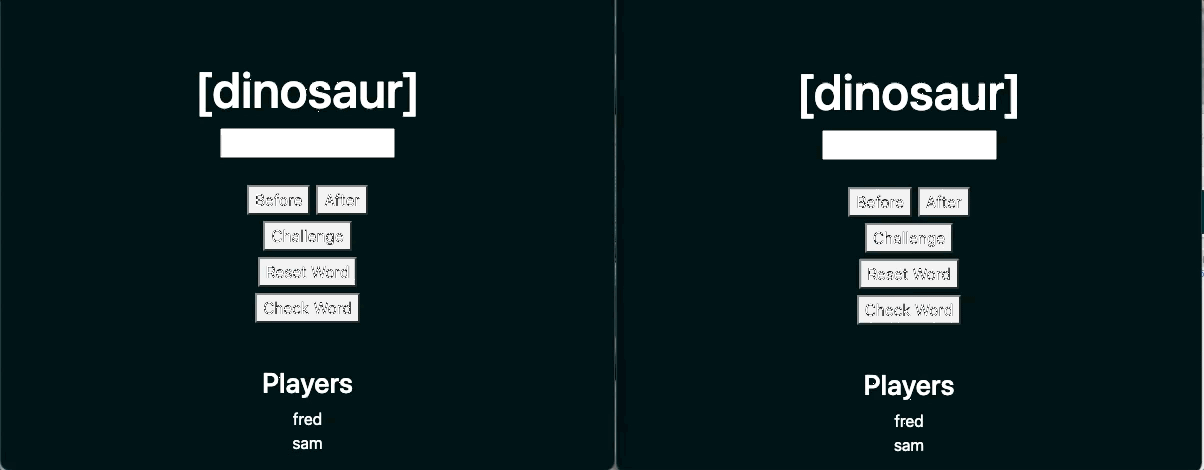 [dinosaur]
Before After
Challenge
Reset Word
Check Word
Players
fred
sam
[dinosaur]
Before After
Challenge
Reset Word
Check Word
Players
fred
sam